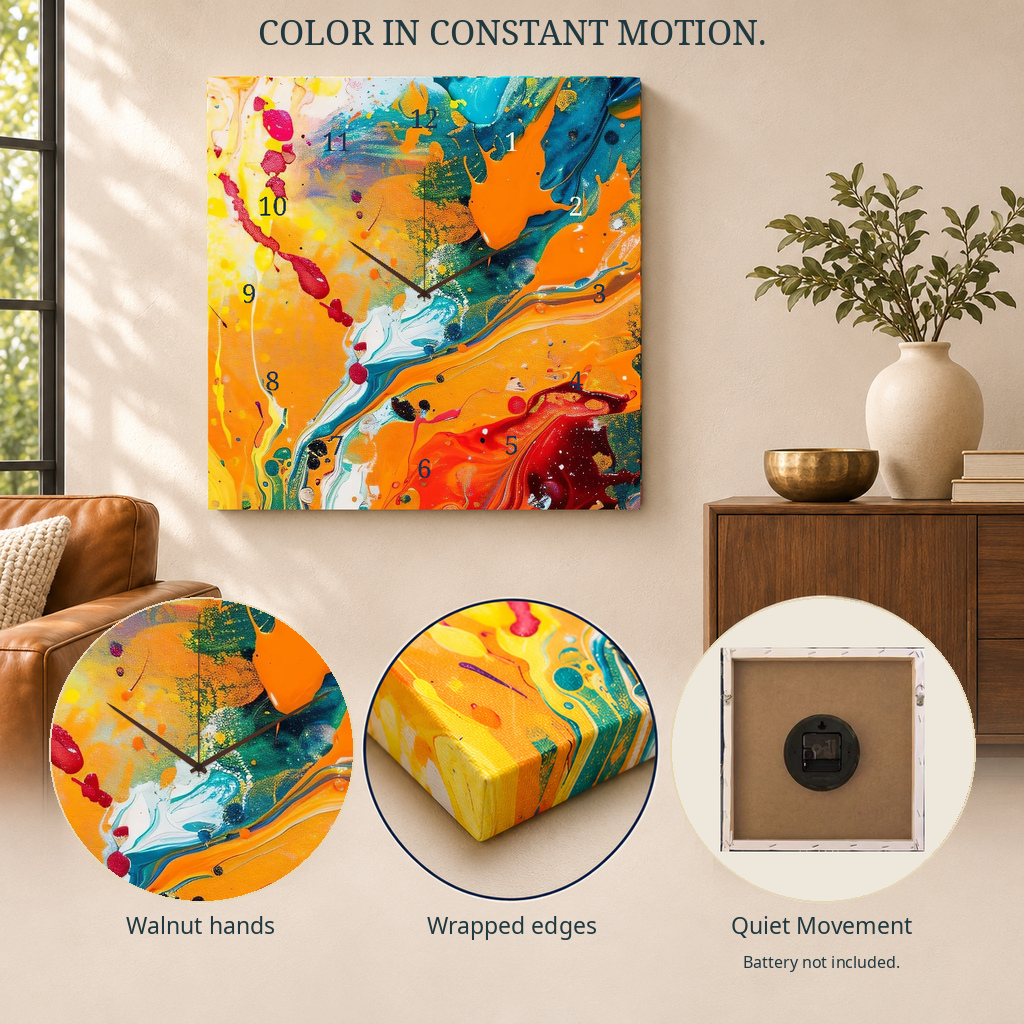 COLOR IN CONSTANT MOTION.
12
11
1
10
2
9
3
8
4
7
5
6
Walnut hands
Wrapped edges
Quiet Movement
Battery not included.